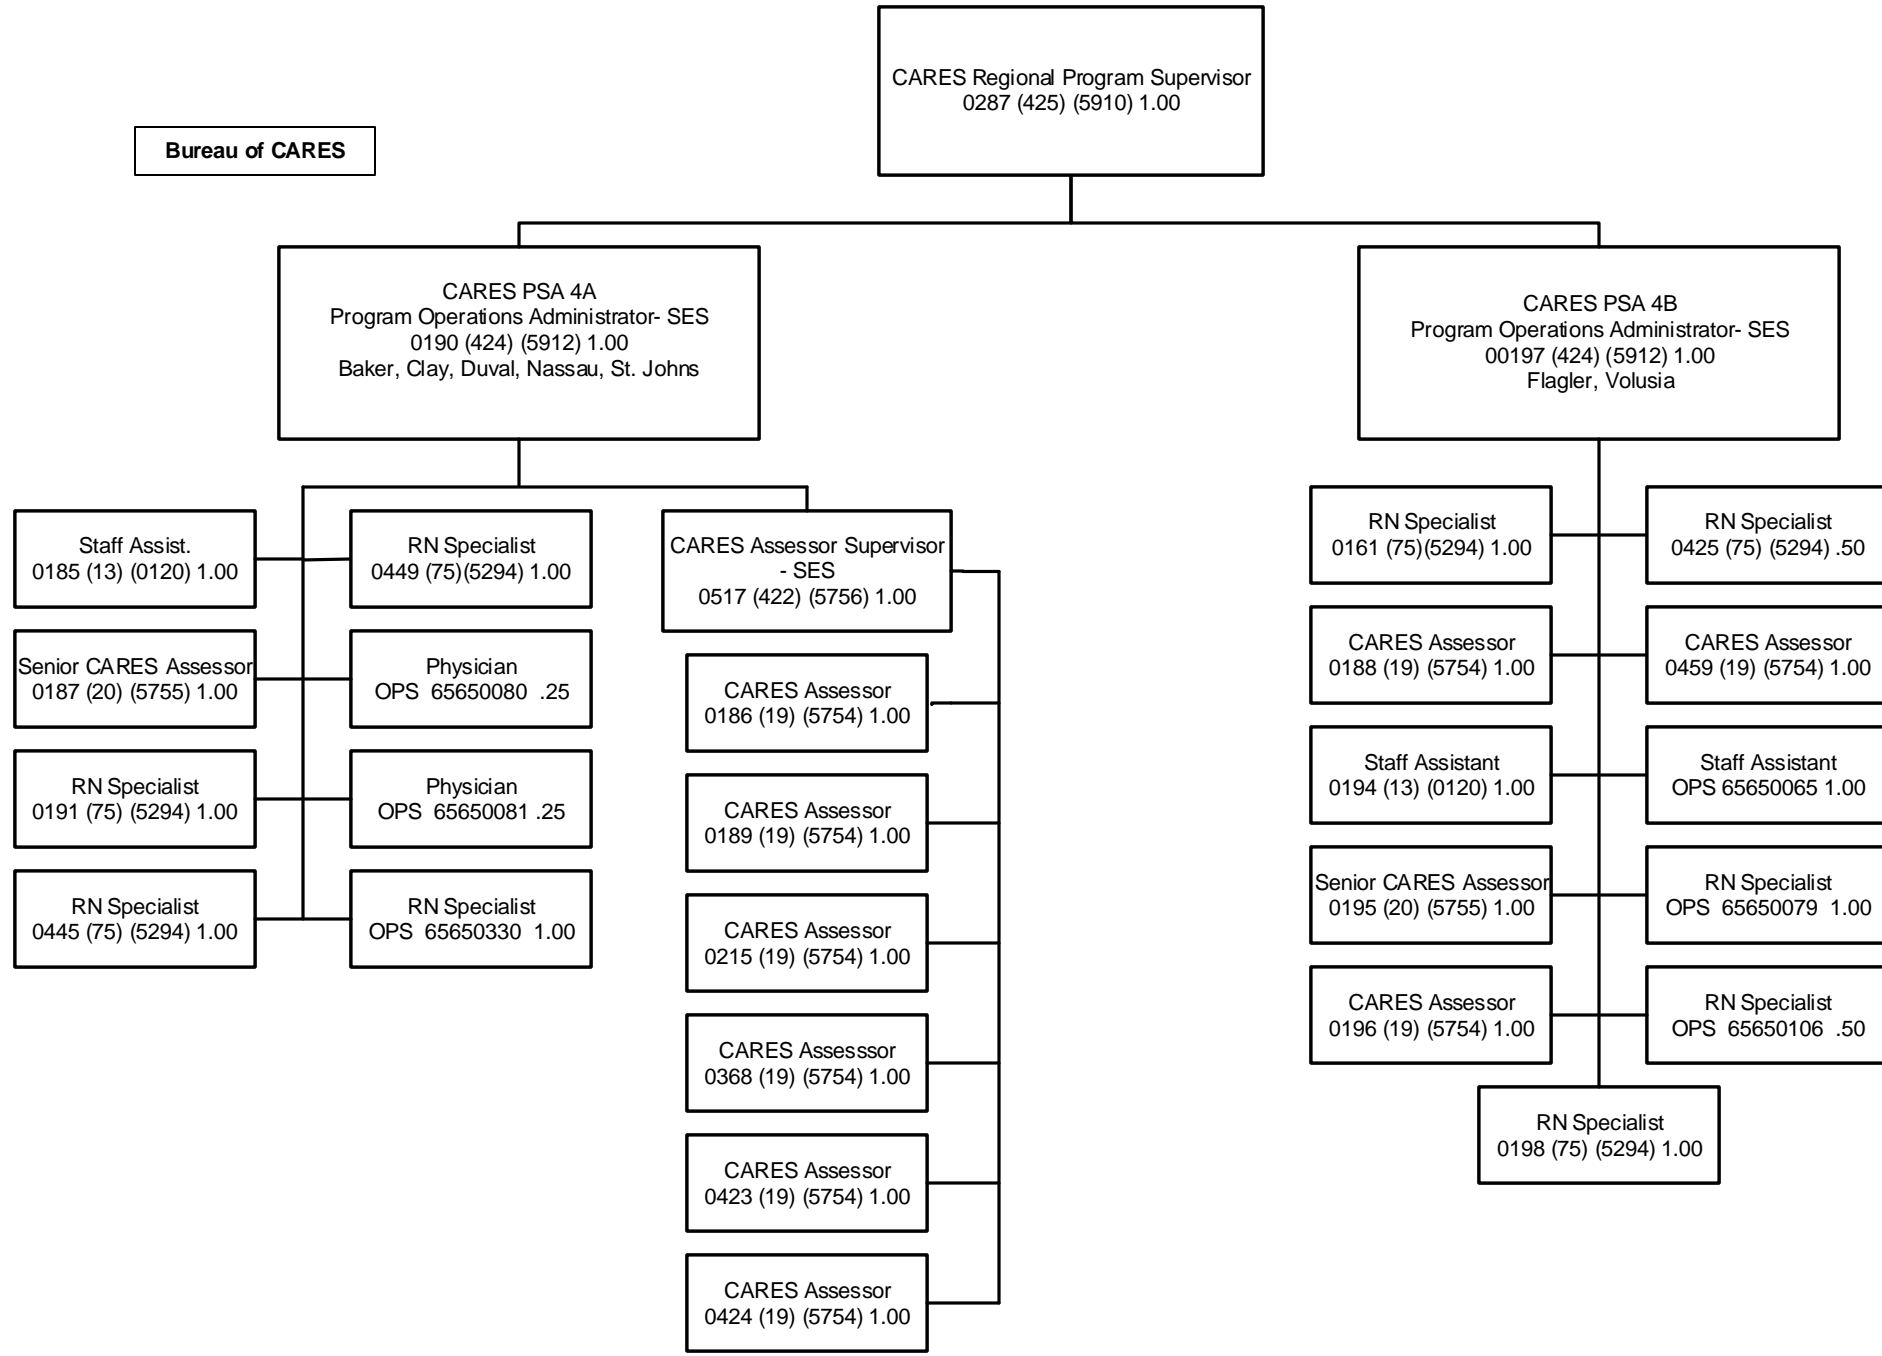 CARES Regional Program Supervisor
0287 (425) (5910) 1.00
Bureau of CARES
CARES PSA 4A
Program Operations Administrator- SES
0190 (424) (5912) 1.00
Baker, Clay, Duval, Nassau, St. Johns
CARES PSA 4B
Program Operations Administrator- SES
00197 (424) (5912) 1.00
Flagler, Volusia
Staff Assist.
0185 (13) (0120) 1.00
RN Specialist
0449 (75)(5294) 1.00
Senior CARES Assessor
0187 (20) (5755) 1.00
Physician
OPS 65650080 .25
RN Specialist
0191 (75) (5294) 1.00
Physician
OPS 65650081 .25
RN Specialist
0445 (75) (5294) 1.00
RN Specialist
OPS 65650330 1.00
CARES Assessor Supervisor
- SES
0517 (422) (5756) 1.00
CARES Assessor
0186 (19) (5754) 1.00
CARES Assessor
0189 (19) (5754) 1.00
CARES Assessor
0215 (19) (5754) 1.00
CARES Assesssor
0368 (19) (5754) 1.00
CARES Assessor
0423 (19) (5754) 1.00
CARES Assessor
0424 (19) (5754) 1.00
RN Specialist
0161 (75)(5294) 1.00
RN Specialist
0425 (75) (5294) .50
CARES Assessor
0188 (19) (5754) 1.00
CARES Assessor
0459 (19) (5754) 1.00
Staff Assistant
0194 (13) (0120) 1.00
Staff Assistant
OPS 65650065 1.00
Senior CARES Assessor
0195 (20) (5755) 1.00
RN Specialist
OPS 65650079 1.00
CARES Assessor
0196 (19) (5754) 1.00
RN Specialist
OPS 65650106 .50
RN Specialist
0198 (75) (5294) 1.00